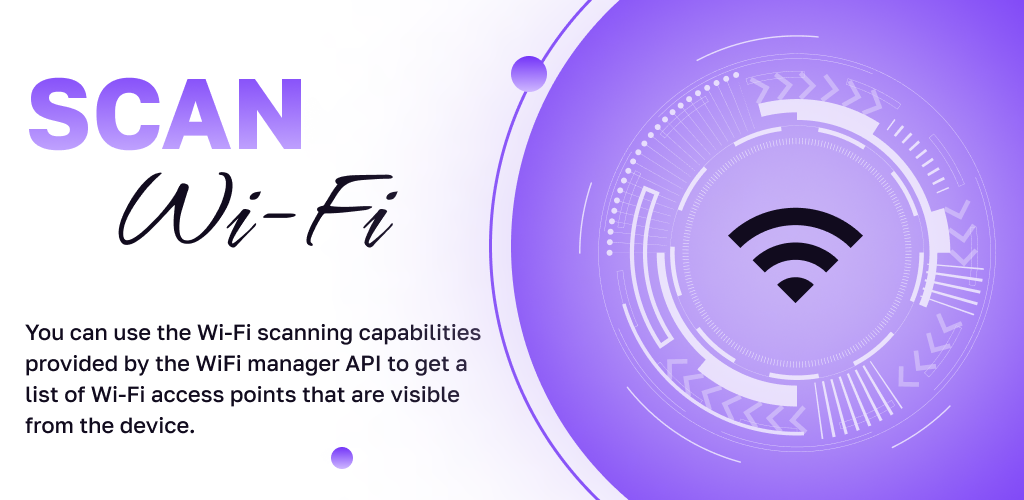 SCAN
Wi-Fi
You can use the Wi-Fi scanning capabilities
provided by the WiFi manager API to get a
list of Wi-Fi access points that are visible
from the device.